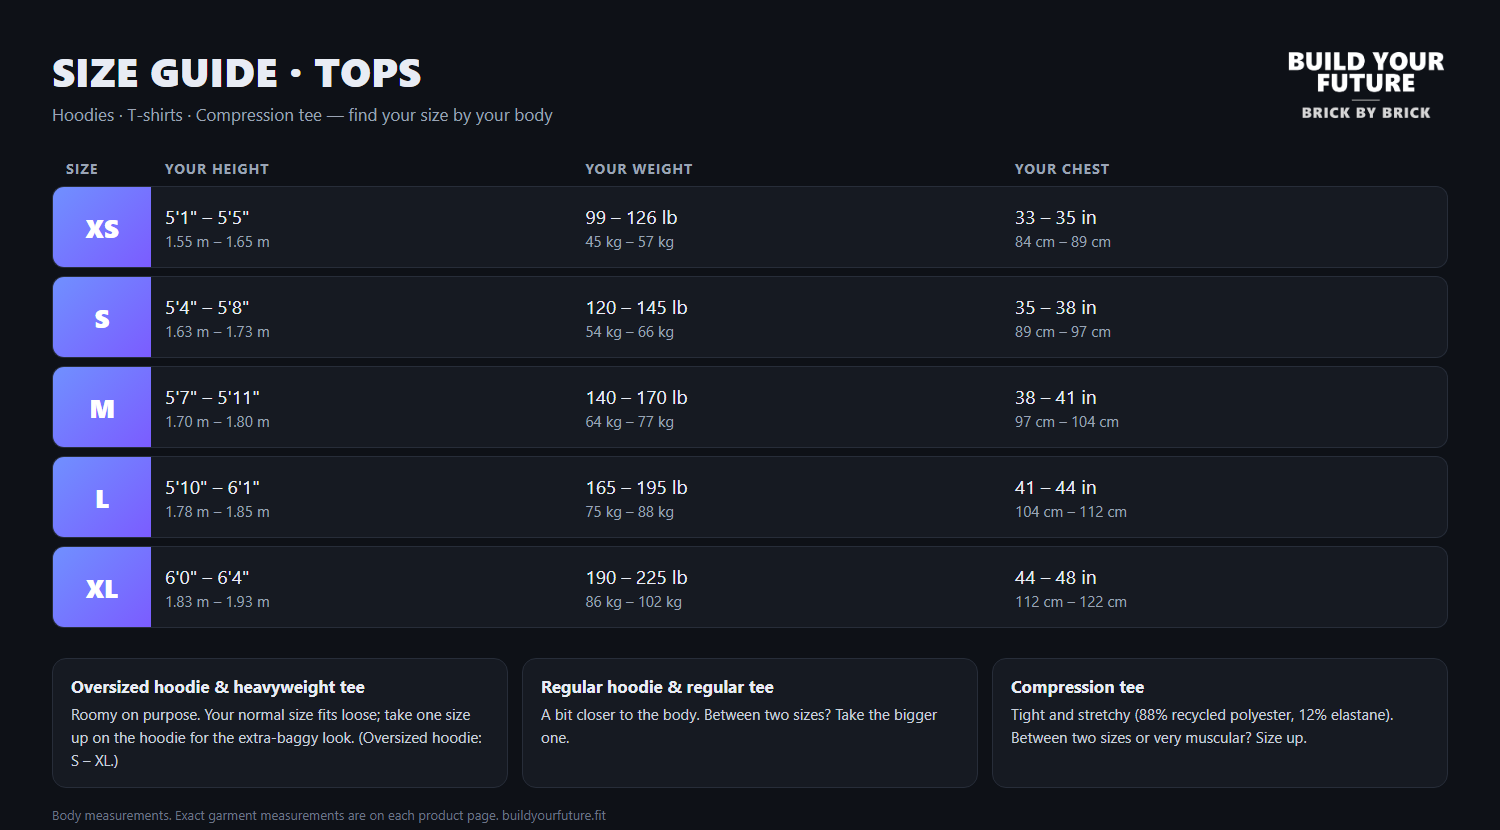 SIZE GUIDE · TOPS
Hoodies · T-shirts · Compression tee — find your size by your body
BUILD YOUR
FUTURE
BRICK BY BRICK
SIZE YOUR HEIGHT YOUR WEIGHT YOUR CHEST
XS 5'1" – 5'5" 99 – 126 lb 33 – 35 in
1.55 m – 1.65 m 45 kg – 57 kg 84 cm – 89 cm
S 5'4" – 5'8" 120 – 145 lb 35 – 38 in
1.63 m – 1.73 m 54 kg – 66 kg 89 cm – 97 cm
M 5'7" – 5'11" 140 – 170 lb 38 – 41 in
1.70 m – 1.80 m 64 kg – 77 kg 97 cm – 104 cm
L 5'10" – 6'1" 165 – 195 lb 41 – 44 in
1.78 m – 1.85 m 75 kg – 88 kg 104 cm – 112 cm
XL 6'0" – 6'4" 190 – 225 lb 44 – 48 in
1.83 m – 1.93 m 86 kg – 102 kg 112 cm – 122 cm
Oversized hoodie & heavyweight tee
Roomy on purpose. Your normal size fits loose; take one size
up on the hoodie for the extra-baggy look. (Oversized hoodie:
S – XL.)
Regular hoodie & regular tee
A bit closer to the body. Between two sizes? Take the bigger
one.
Compression tee
Tight and stretchy (88% recycled polyester, 12% elastane).
Between two sizes or very muscular? Size up.
Body measurements. Exact garment measurements are on each product page. buildyourfuture.fit